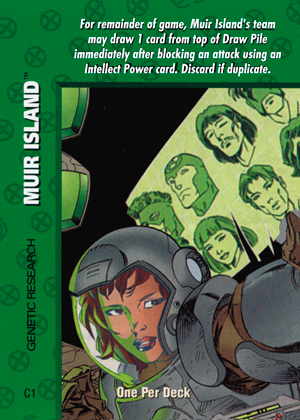 For remainder of game, Muir Island's team
may draw 1 card from top of Draw Pile
immediately after blocking an attack using an
Intellect Power card. Discard if duplicate.
MUIR ISLAND™
GENETIC RESEARCH
C1
One Per Deck